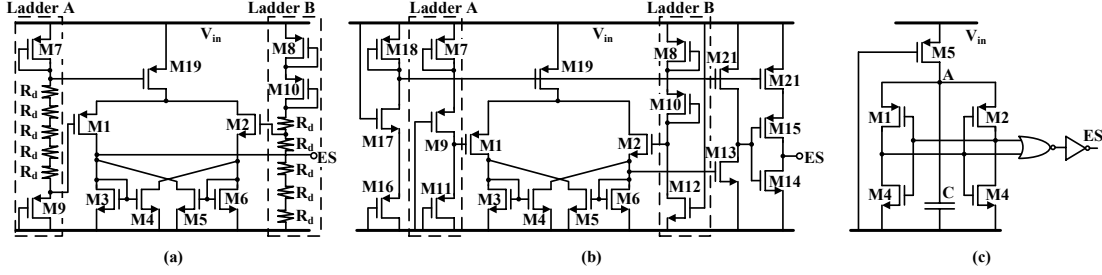 Ladder A
Ladder B
M7
V_in
M8
M19
M10
R_d
R_d
R_d
R_d
R_d
M1
M2
R_d
R_d
ES
R_d
R_d
M9
M3
M4
M5
M6
(a)
Ladder A
Ladder B
M18
M7
V_in
M8
M21
M19
M21
M10
M17
M9
M1
M2
M13
M15
ES
M16
M11
M3
M4
M5
M6
M12
M14
(b)
V_in
M5
A
M1
M2
ES
M4
C
M4
(c)